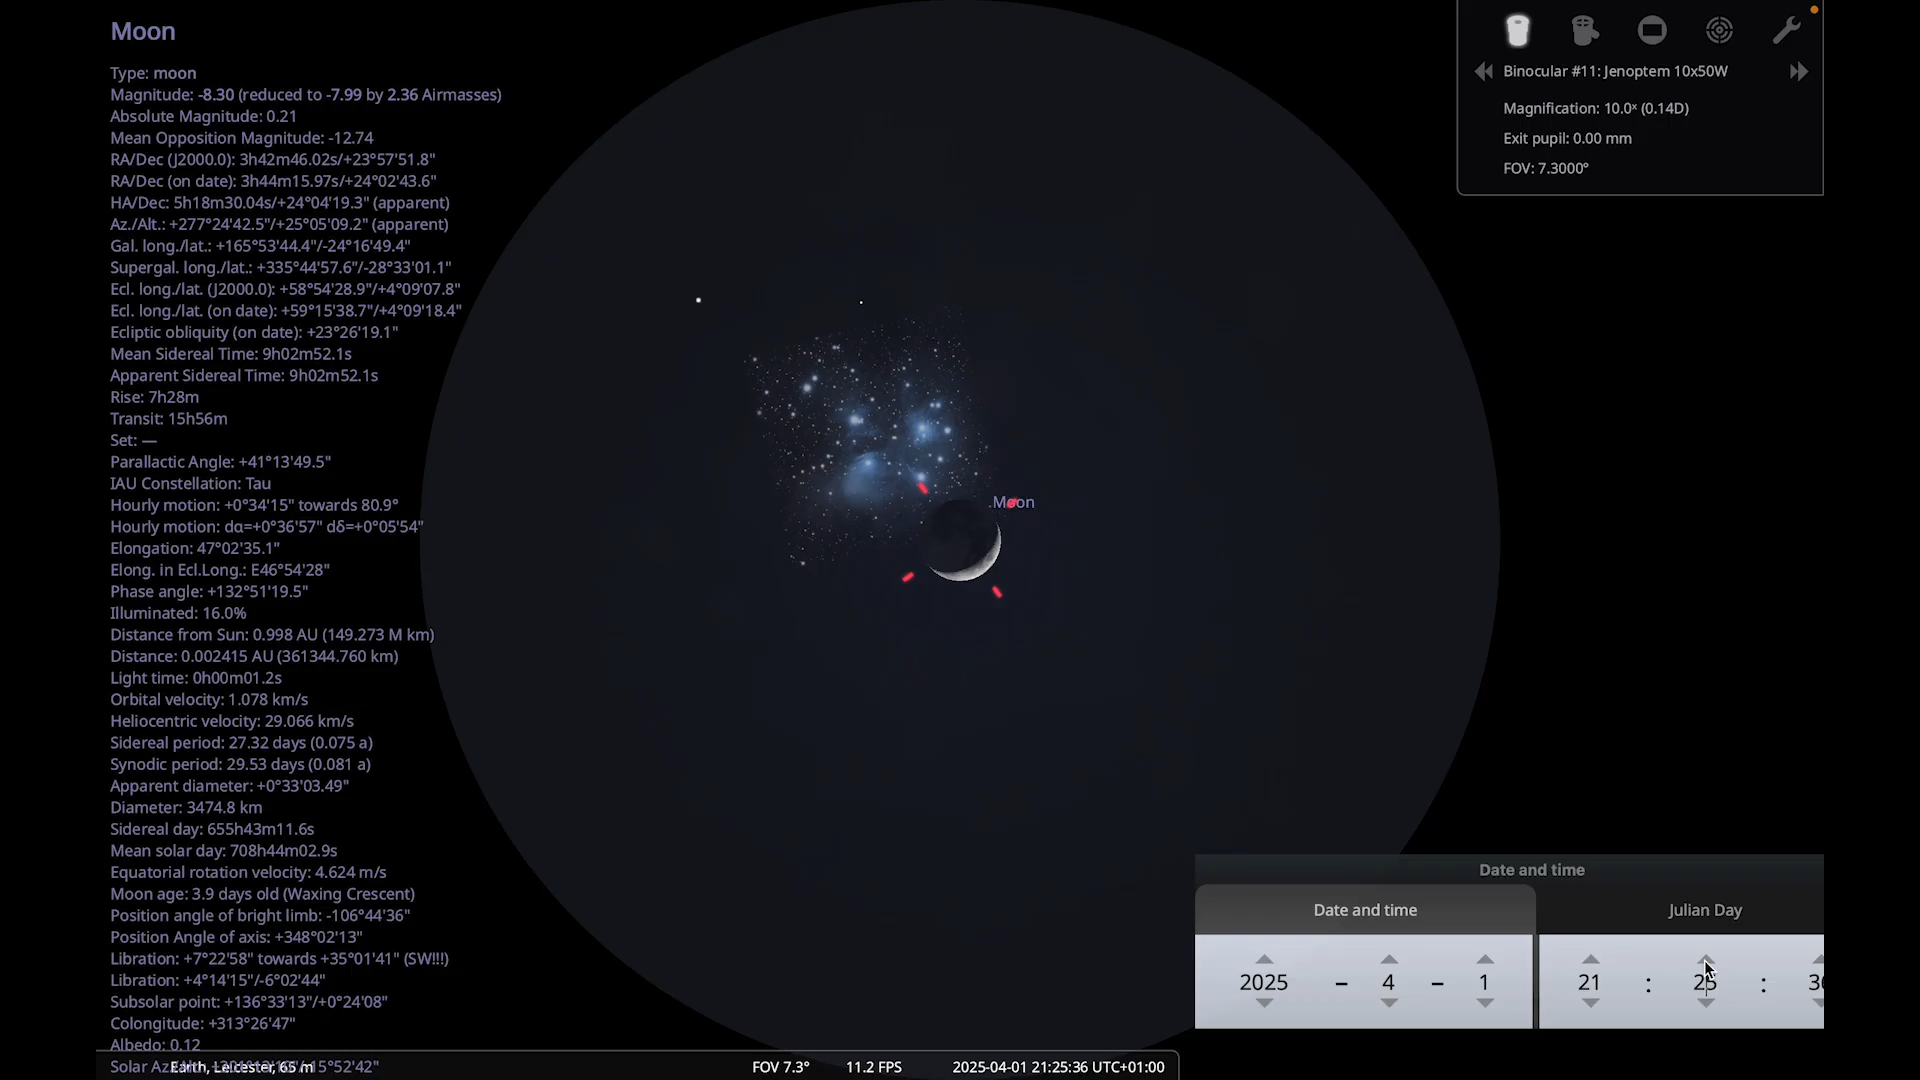 Moon
Type: moon
Magnitude: -8.30 (reduced to -7.99 by 2.36 Airmasses)
Absolute Magnitude: 0.21
Mean Opposition Magnitude: -12.74
RA/Dec (J2000.0): 3h42m46.02s/+23°57'51.8"
RA/Dec (on date): 3h44m15.97s/+24°02'43.6"
HA/Dec: 5h18m30.04s/+24°04'19.3" (apparent)
Az./Alt.: +277°24'42.5"/+25°05'09.2" (apparent)
Gal. long./lat.: +165°53'44.4"/-24°16'49.4"
Supergal. long./lat.: +335°44'57.6"/-28°33'01.1"
Ecl. long./lat. (J2000.0): +58°54'28.9"/+4°09'07.8"
Ecl. long./lat. (on date): +59°15'38.7"/+4°09'18.4"
Ecliptic obliquity (on date): +23°26'19.1"
Mean Sidereal Time: 9h02m52.1s
Apparent Sidereal Time: 9h02m52.1s
Rise: 7h28m
Transit: 15h56m
Set: —
Parallactic Angle: +41°13'49.5"
IAU Constellation: Tau
Hourly motion: +0°34'15" towards 80.9°
Hourly motion: dα=+0°36'57" dδ=+0°05'54"
Elongation: 47°02'35.1"
Elong. in Ecl.Long.: E46°54'28"
Phase angle: +132°51'19.5"
Illuminated: 16.0%
Distance from Sun: 0.998 AU (149.273 M km)
Distance: 0.002415 AU (361344.760 km)
Light time: 0h00m01.2s
Orbital velocity: 1.078 km/s
Heliocentric velocity: 29.066 km/s
Sidereal period: 27.32 days (0.075 a)
Synodic period: 29.53 days (0.081 a)
Apparent diameter: +0°33'03.49"
Diameter: 3474.8 km
Sidereal day: 655h43m11.6s
Mean solar day: 708h44m02.9s
Equatorial rotation velocity: 4.624 m/s
Moon age: 3.9 days old (Waxing Crescent)
Position angle of bright limb: -106°44'36"
Position Angle of axis: +348°02'13"
Libration: +7°22'58" towards +35°01'41" (SW!!!)
Libration: +4°14'15"/-6°02'44"
Subsolar point: +136°33'13"/+0°24'08"
Colongitude: +313°26'47"
Albedo: 0.12
Solar
Earth, Leicester, 65 m
FOV 7.3° 11.2 FPS 2025-04-01 21:25:36 UTC+01:00
Moon
Binocular #11: Jenoptem 10x50W
Magnification: 10.0ˣ (0.14D)
Exit pupil: 0.00 mm
FOV: 7.3000°
Date and time
Date and time Julian Day
2025 – 4 – 1 21 : 25 :